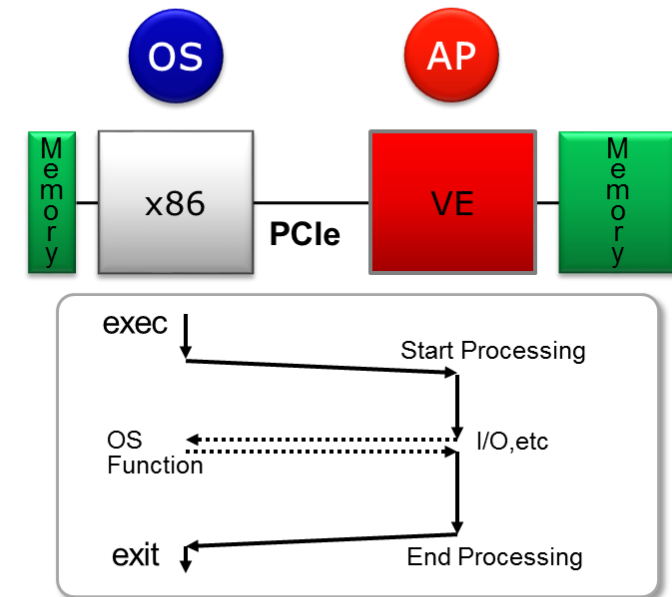 OS
AP
Memory
x86
PCIe
VE
Memory
exec
Start Processing
OS
Function
I/O,etc
exit
End Processing